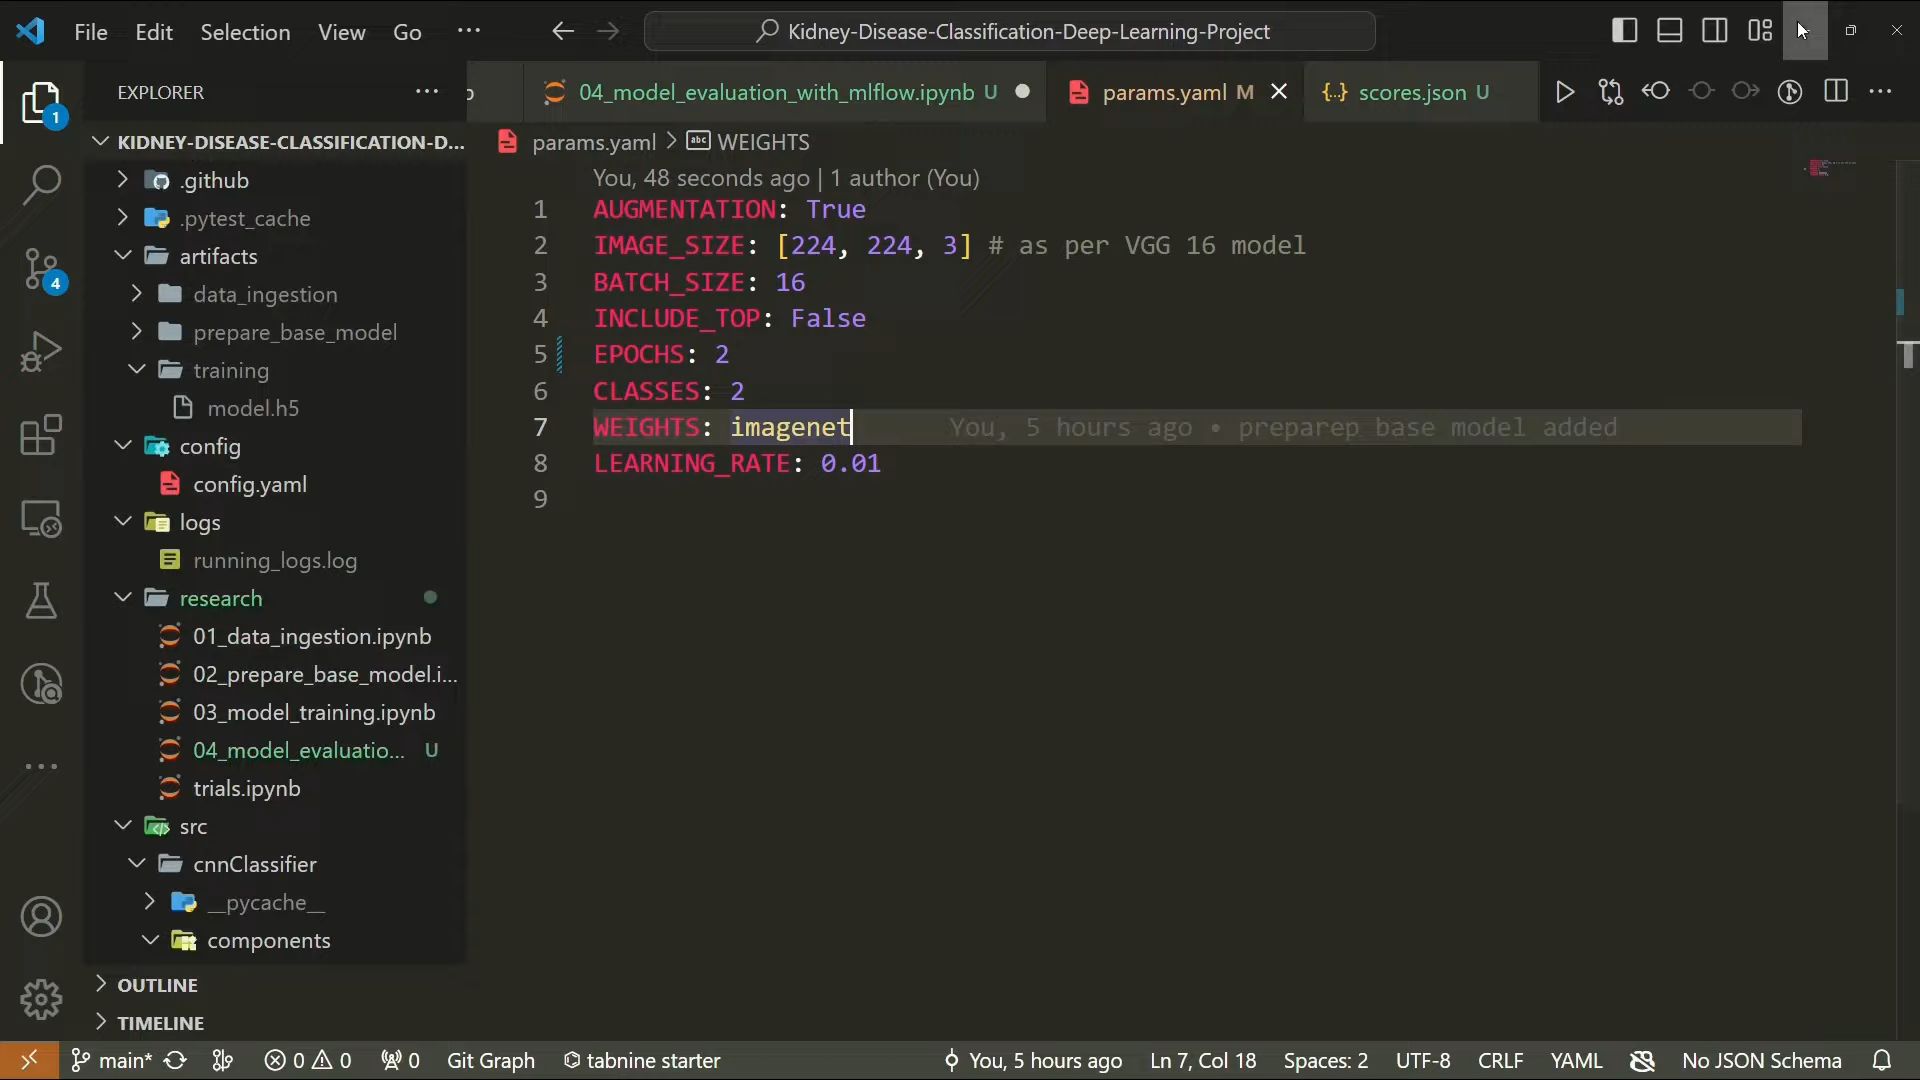 File Edit Selection View Go ...
Kidney-Disease-Classification-Deep-Learning-Project
EXPLORER
04_model_evaluation_with_mlflow.ipynb U
params.yaml M
{..} scores.json U
1
KIDNEY-DISEASE-CLASSIFICATION-D...
params.yaml > abc WEIGHTS
.github
You, 48 seconds ago | 1 author (You)
.pytest_cache
1 AUGMENTATION: True
artifacts
2 IMAGE_SIZE: [224, 224, 3] # as per VGG 16 model
4
data_ingestion
3 BATCH_SIZE: 16
prepare_base_model
4 INCLUDE_TOP: False
training
5 EPOCHS: 2
model.h5
6 CLASSES: 2
config
7 WEIGHTS: imagenet You, 5 hours ago • preparep base model added
config.yaml
8 LEARNING_RATE: 0.01
logs
9
running_logs.log
research
01_data_ingestion.ipynb
02_prepare_base_model.i...
03_model_training.ipynb
04_model_evaluatio... U
trials.ipynb
src
cnnClassifier
__pycache__
components
OUTLINE
TIMELINE
main* 0 0 0 Git Graph tabnine starter You, 5 hours ago Ln 7, Col 18 Spaces: 2 UTF-8 CRLF YAML No JSON Schema